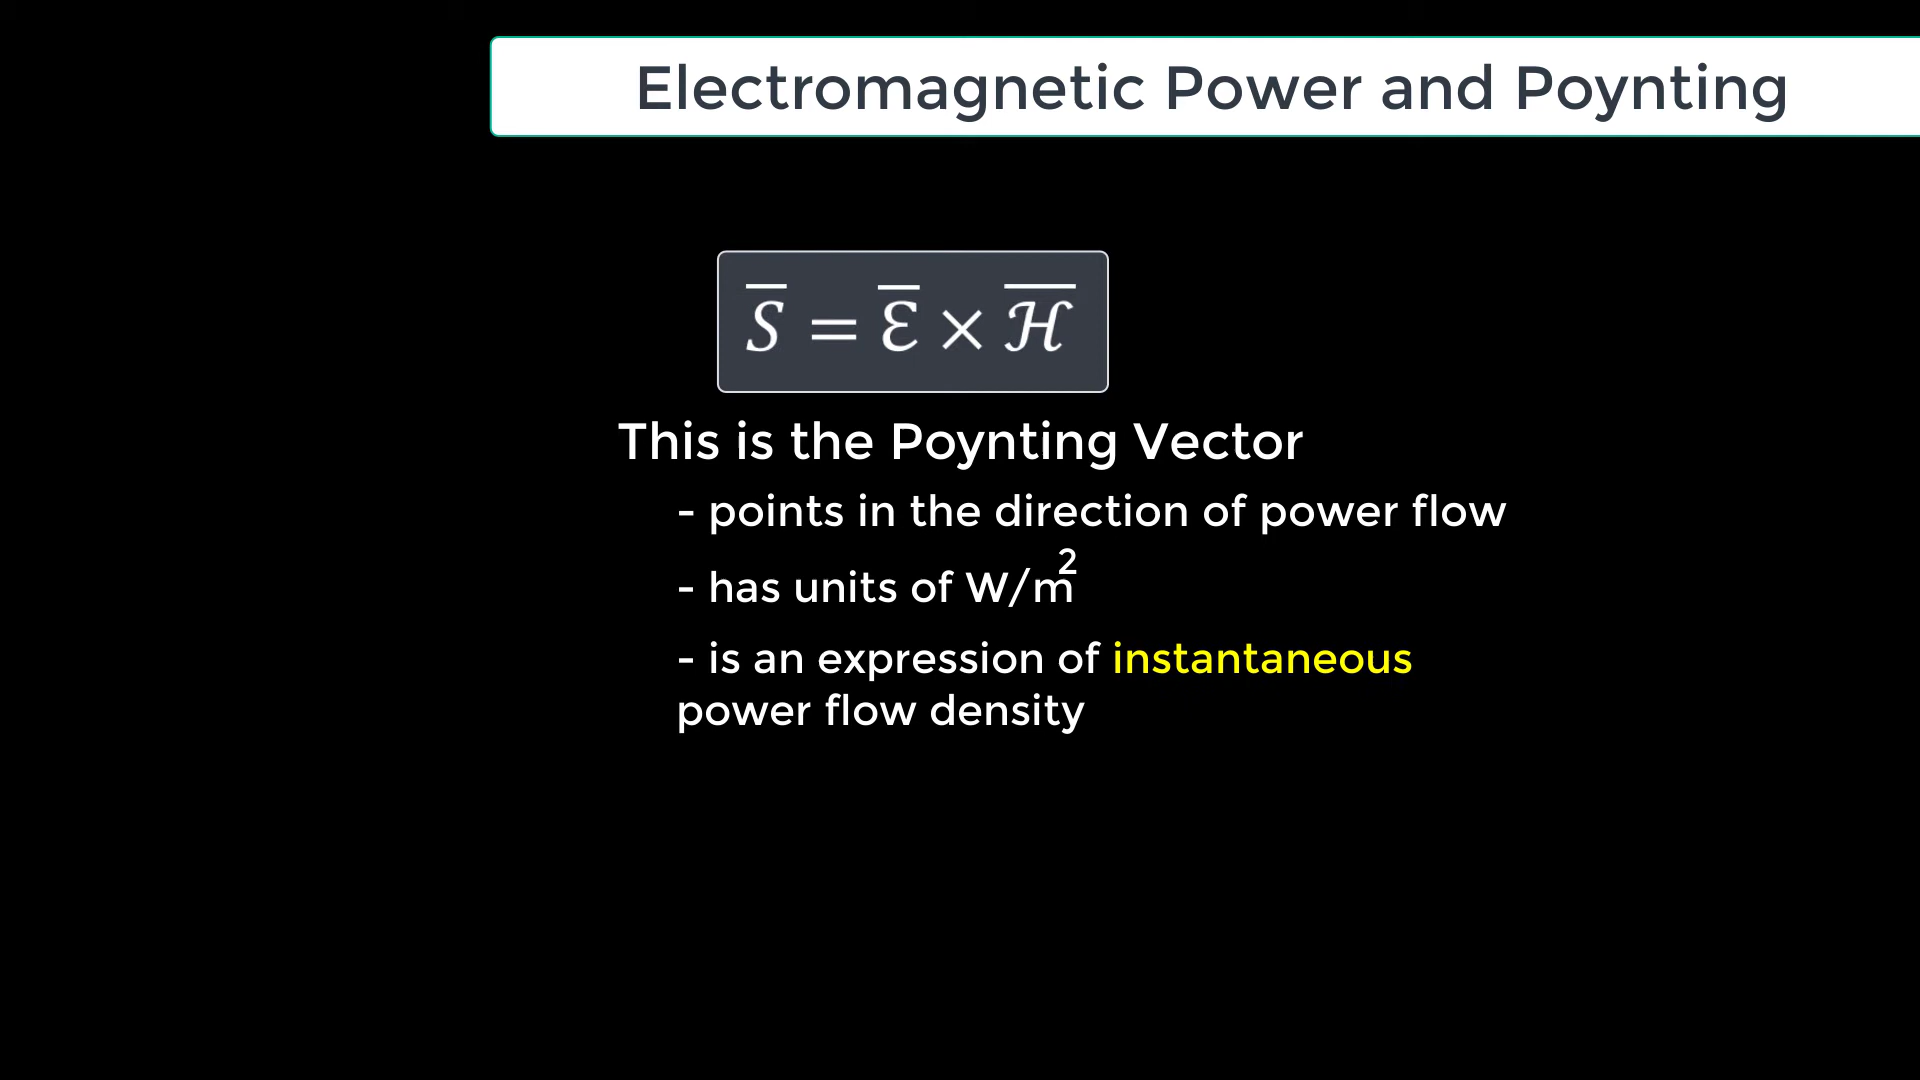 Electromagnetic Power and Poynting
S̅ = ℰ̅ × ℋ̅
This is the Poynting Vector
- points in the direction of power flow
- has units of W/m²
- is an expression of instantaneous
power flow density